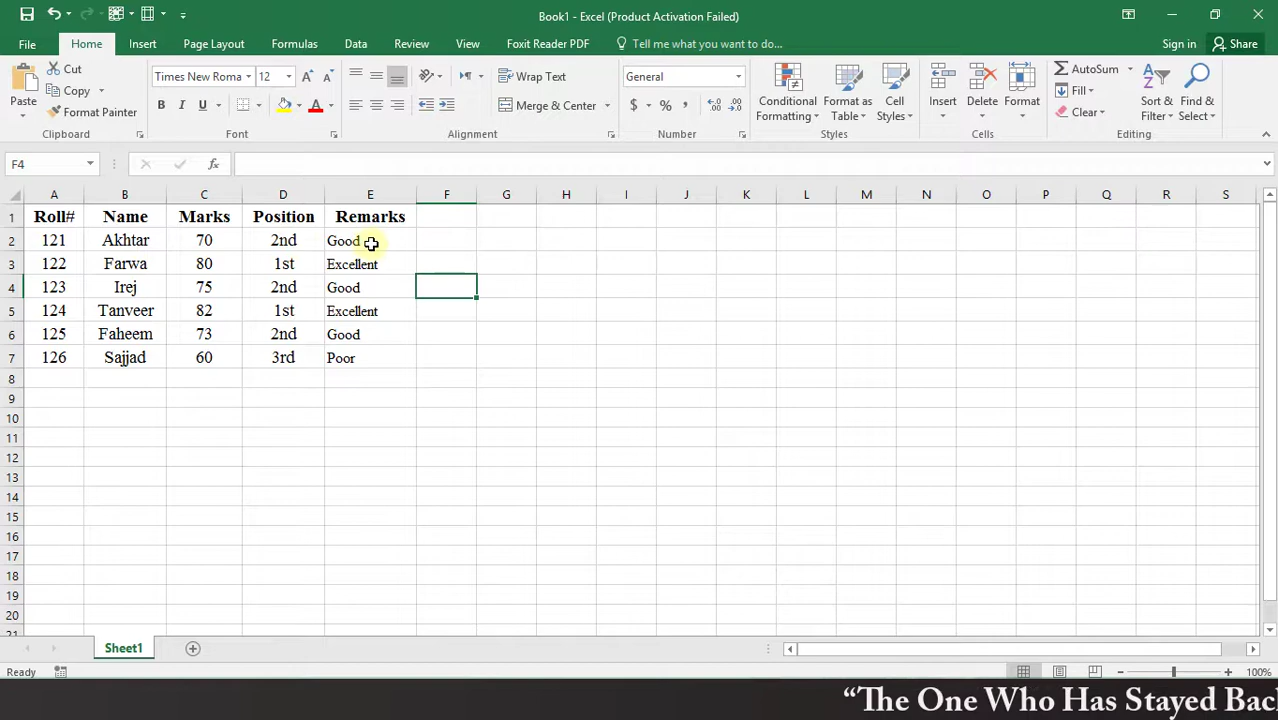 Book1 - Excel (Product Activation Failed)
File Home Insert Page Layout Formulas Data Review View Foxit Reader PDF Tell me what you want to do... Sign in Share
Paste Cut Copy Format Painter Clipboard
Times New Roma 12 B I U A Font
Wrap Text Merge & Center Alignment
General $ % , Number
Conditional Formatting Format as Table Cell Styles Styles
Insert Delete Format Cells
AutoSum Fill Clear Sort & Filter Find & Select Editing
F4 fx
A B C D E F G H I J K L M N O P Q R S
1 Roll# Name Marks Position Remarks
2 121 Akhtar 70 2nd Good
3 122 Farwa 80 1st Excellent
4 123 Irej 75 2nd Good
5 124 Tanveer 82 1st Excellent
6 125 Faheem 73 2nd Good
7 126 Sajjad 60 3rd Poor
8
9
10
11
12
13
14
15
16
17
18
19
20
21
Sheet1
Ready 100%
“The One Who Has Stayed Bac